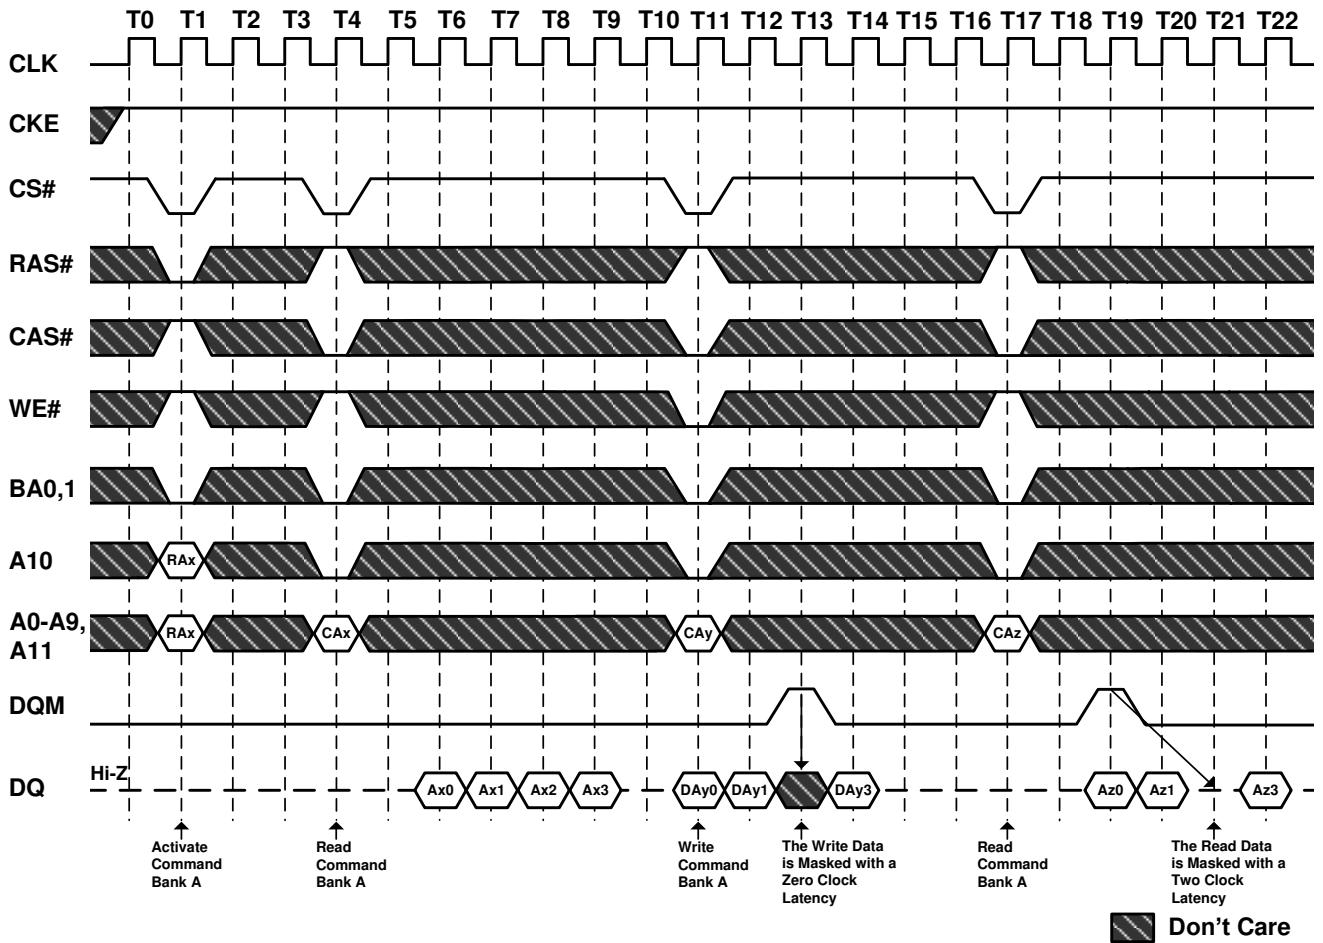 T0 T1 T2 T3 T4 T5 T6 T7 T8 T9 T10 T11 T12 T13 T14 T15 T16 T17 T18 T19 T20 T21 T22
CLK
CKE
CS#
RAS#
CAS#
WE#
BA0,1
A10 RAx
A0-A9,
A11
RAx CAx CAy CAz
DQM
Hi-Z
DQ Ax0 Ax1 Ax2 Ax3 DAy0 DAy1 DAy3 Az0 Az1 Az3
Activate
Command
Bank A
Read
Command
Bank A
Write
Command
Bank A
The Write Data
is Masked with a
Zero Clock
Latency
Read
Command
Bank A
The Read Data
is Masked with a
Two Clock
Latency
Don't Care